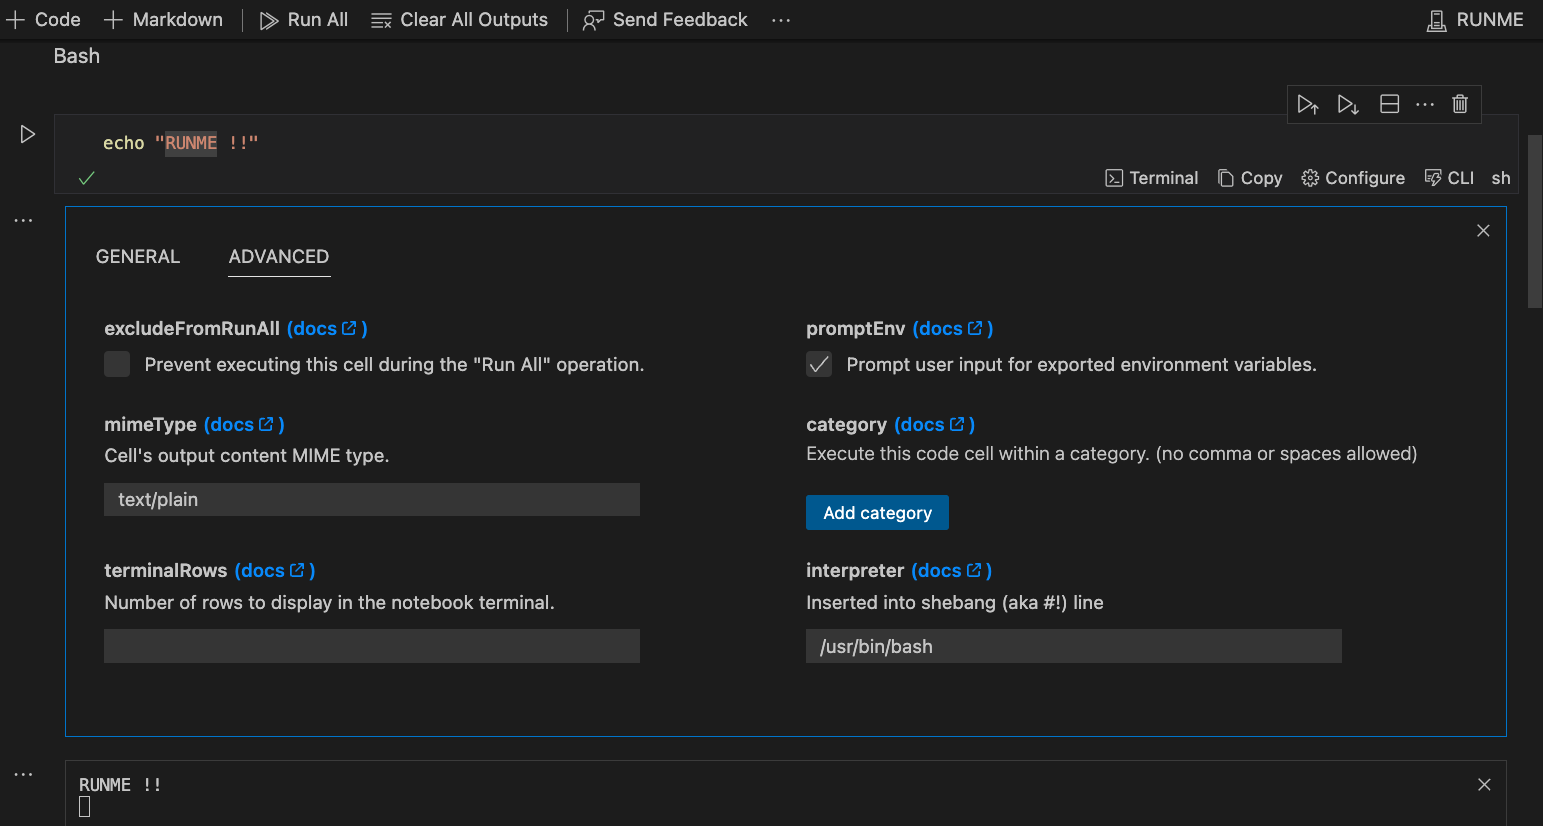 Code Markdown Run All Clear All Outputs Send Feedback ··· RUNME
Bash
echo "RUNME !!"
Terminal Copy Configure CLI sh
GENERAL ADVANCED
excludeFromRunAll (docs )
Prevent executing this cell during the "Run All" operation.
promptEnv (docs )
Prompt user input for exported environment variables.
mimeType (docs )
Cell's output content MIME type.
text/plain
category (docs )
Execute this code cell within a category. (no comma or spaces allowed)
Add category
terminalRows (docs )
Number of rows to display in the notebook terminal.
interpreter (docs )
Inserted into shebang (aka #!) line
/usr/bin/bash
RUNME !!